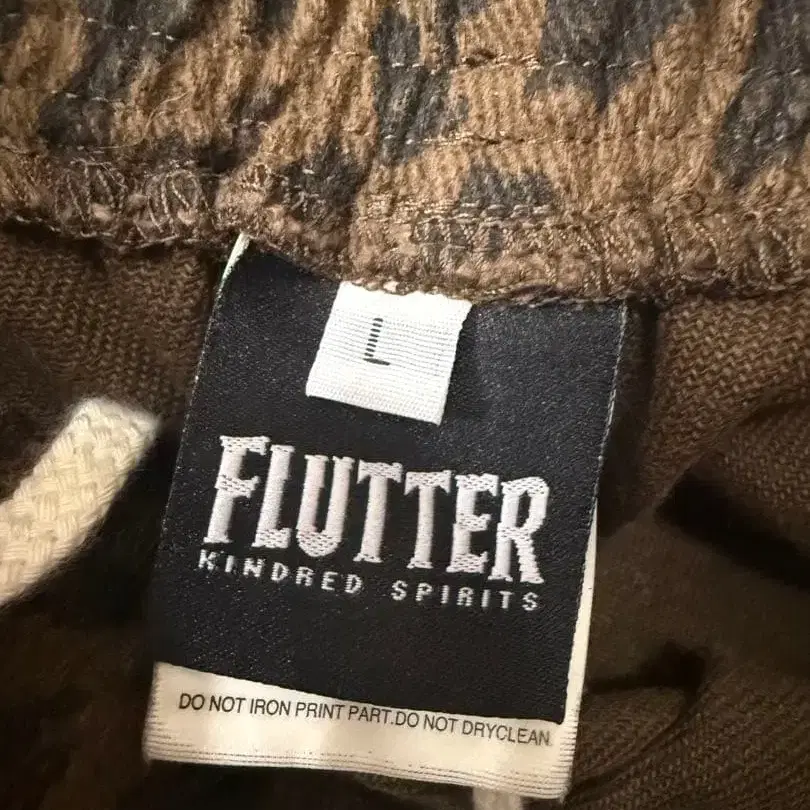 L
FLUTTER
KINDRED SPIRITS
DO NOT IRON PRINT PART.DO NOT DRYCLEAN